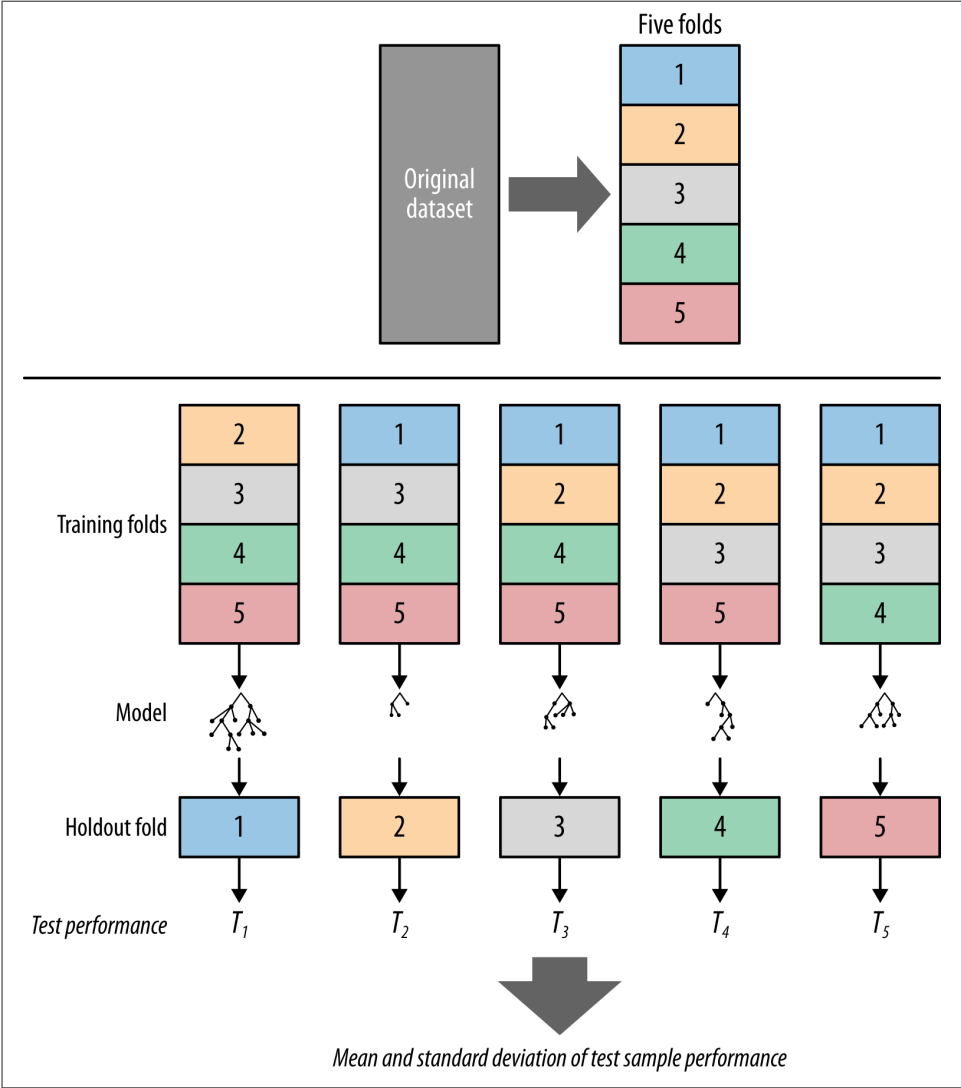 Five folds
Original
dataset
1
2
3
4
5
Training folds
2 1 1 1 1
3 3 2 2 2
4 4 4 3 3
5 5 5 5 4
Model
Holdout fold 1 2 3 4 5
Test performance T1 T2 T3 T4 T5
Mean and standard deviation of test sample performance